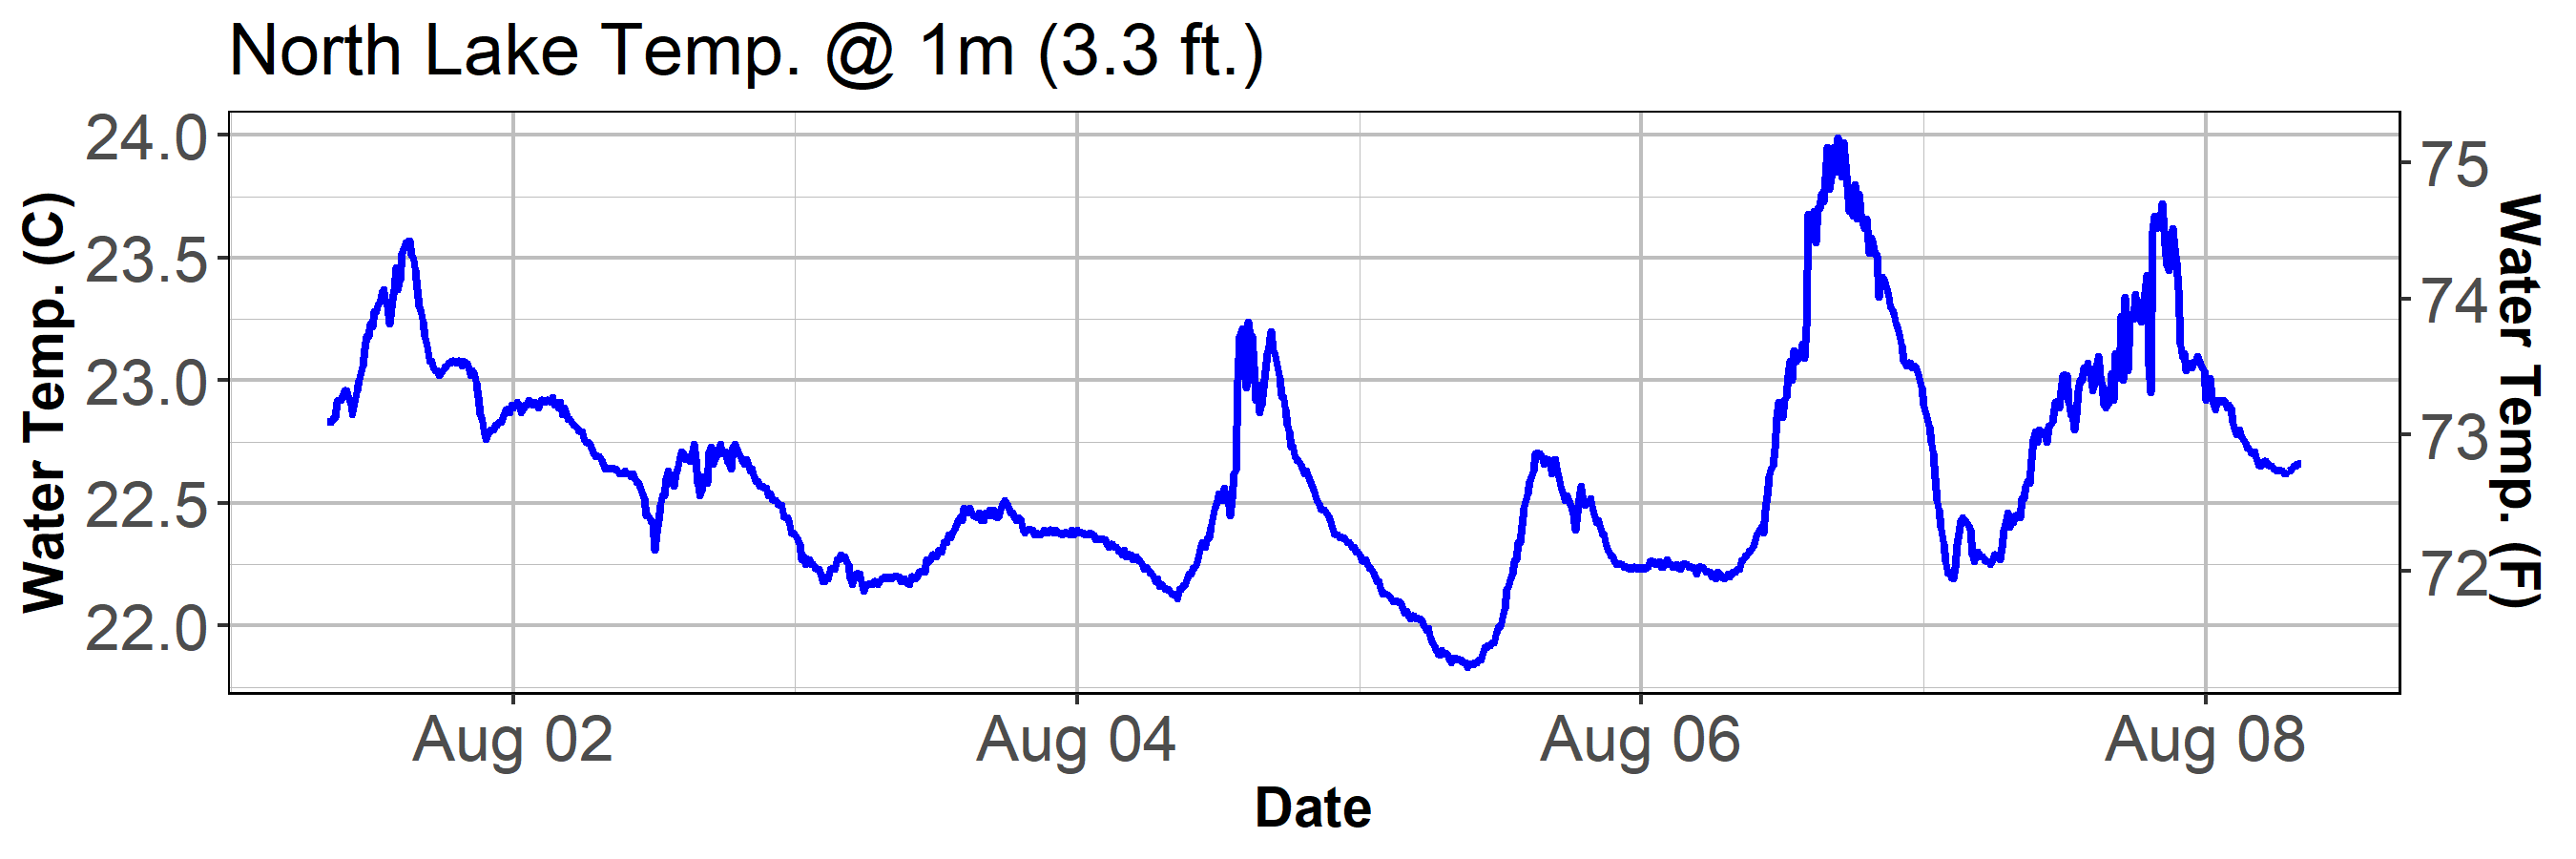 North Lake Temp. @ 1m (3.3 ft.)
Water Temp. (C)
24.0
23.5
23.0
22.5
22.0
75
74
73
72
Water Temp. (F)
Aug 02
Aug 04
Aug 06
Aug 08
Date